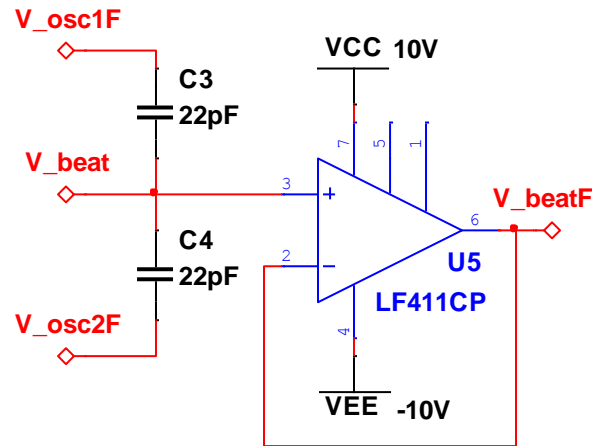 V_osc1F
C3
22pF
VCC 10V
V_beat
7
5
1
3
+
V_beatF
6
C4
22pF
2
−
U5
LF411CP
4
V_osc2F
VEE -10V